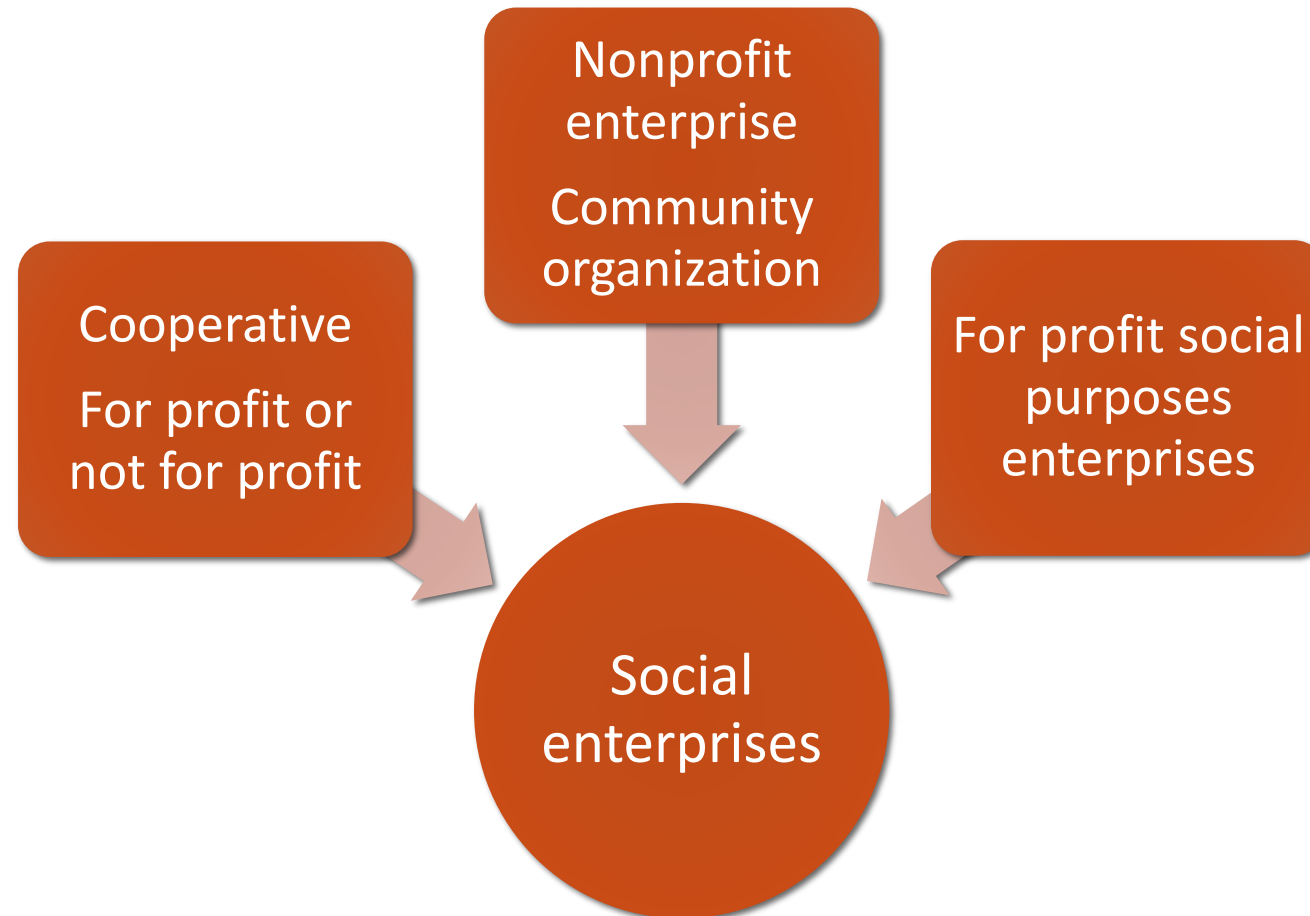 Nonprofit
enterprise
Community
organization
Cooperative
For profit or
not for profit
For profit social
purposes
enterprises
Social
enterprises